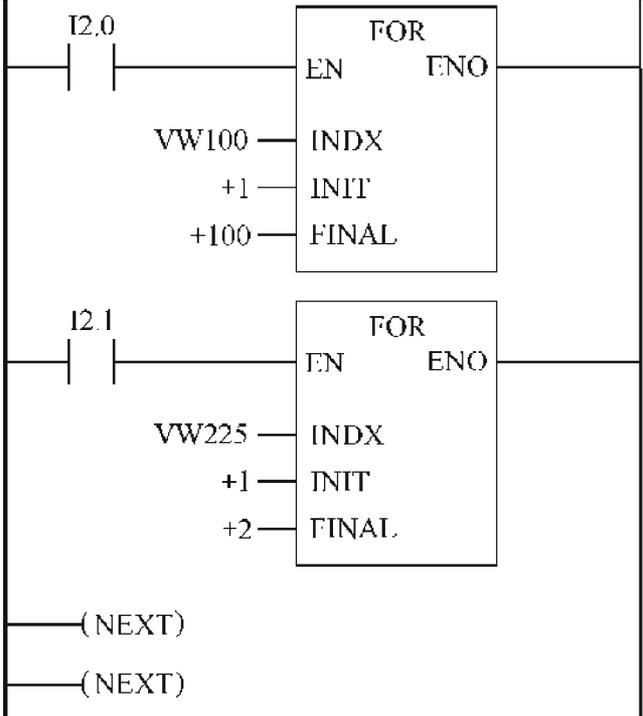 I2.0
FOR
EN ENO
VW100 INDX
+1 INIT
+100 FINAL
I2.1
FOR
EN ENO
VW225 INDX
+1 INIT
+2 FINAL
(NEXT)
(NEXT)